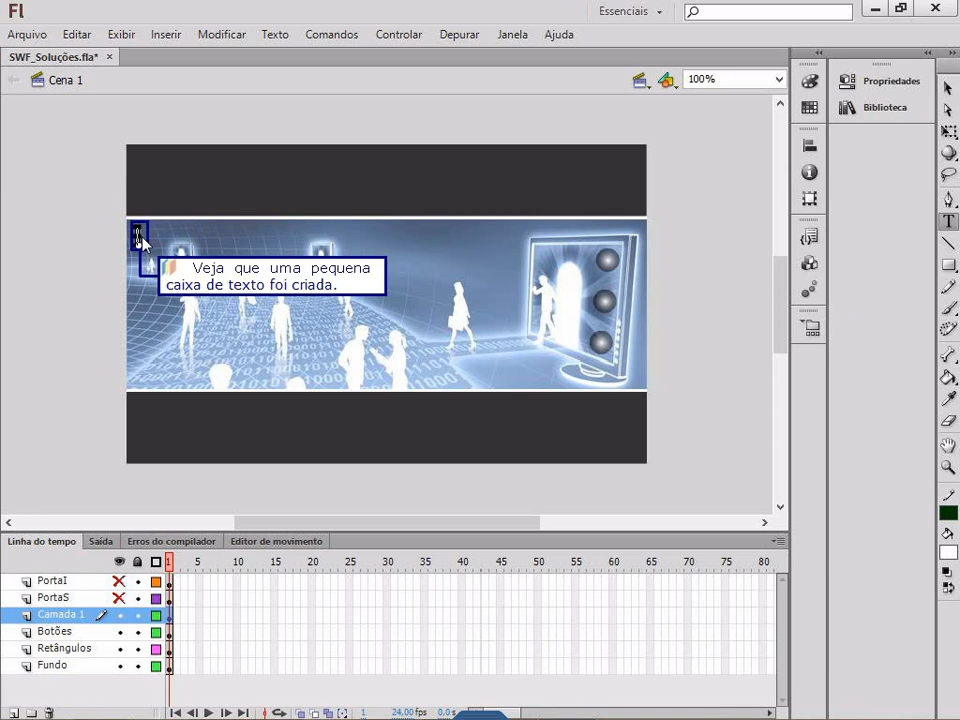 Fl
Essenciais
Arquivo Editar Exibir Inserir Modificar Texto Comandos Controlar Depurar Janela Ajuda
SWF_Soluções.fla* ×
Cena 1
100%
Propriedades
Biblioteca
Veja que uma pequena
caixa de texto foi criada.
Linha do tempo Saída Erros do compilador Editor de movimento
1 5 10 15 20 25 30 35 40 45 50 55 60 65 70 75 80
PortaI
PortaS
Camada 1
Botões
Retângulos
Fundo
1 24,00 fps 0,0 s